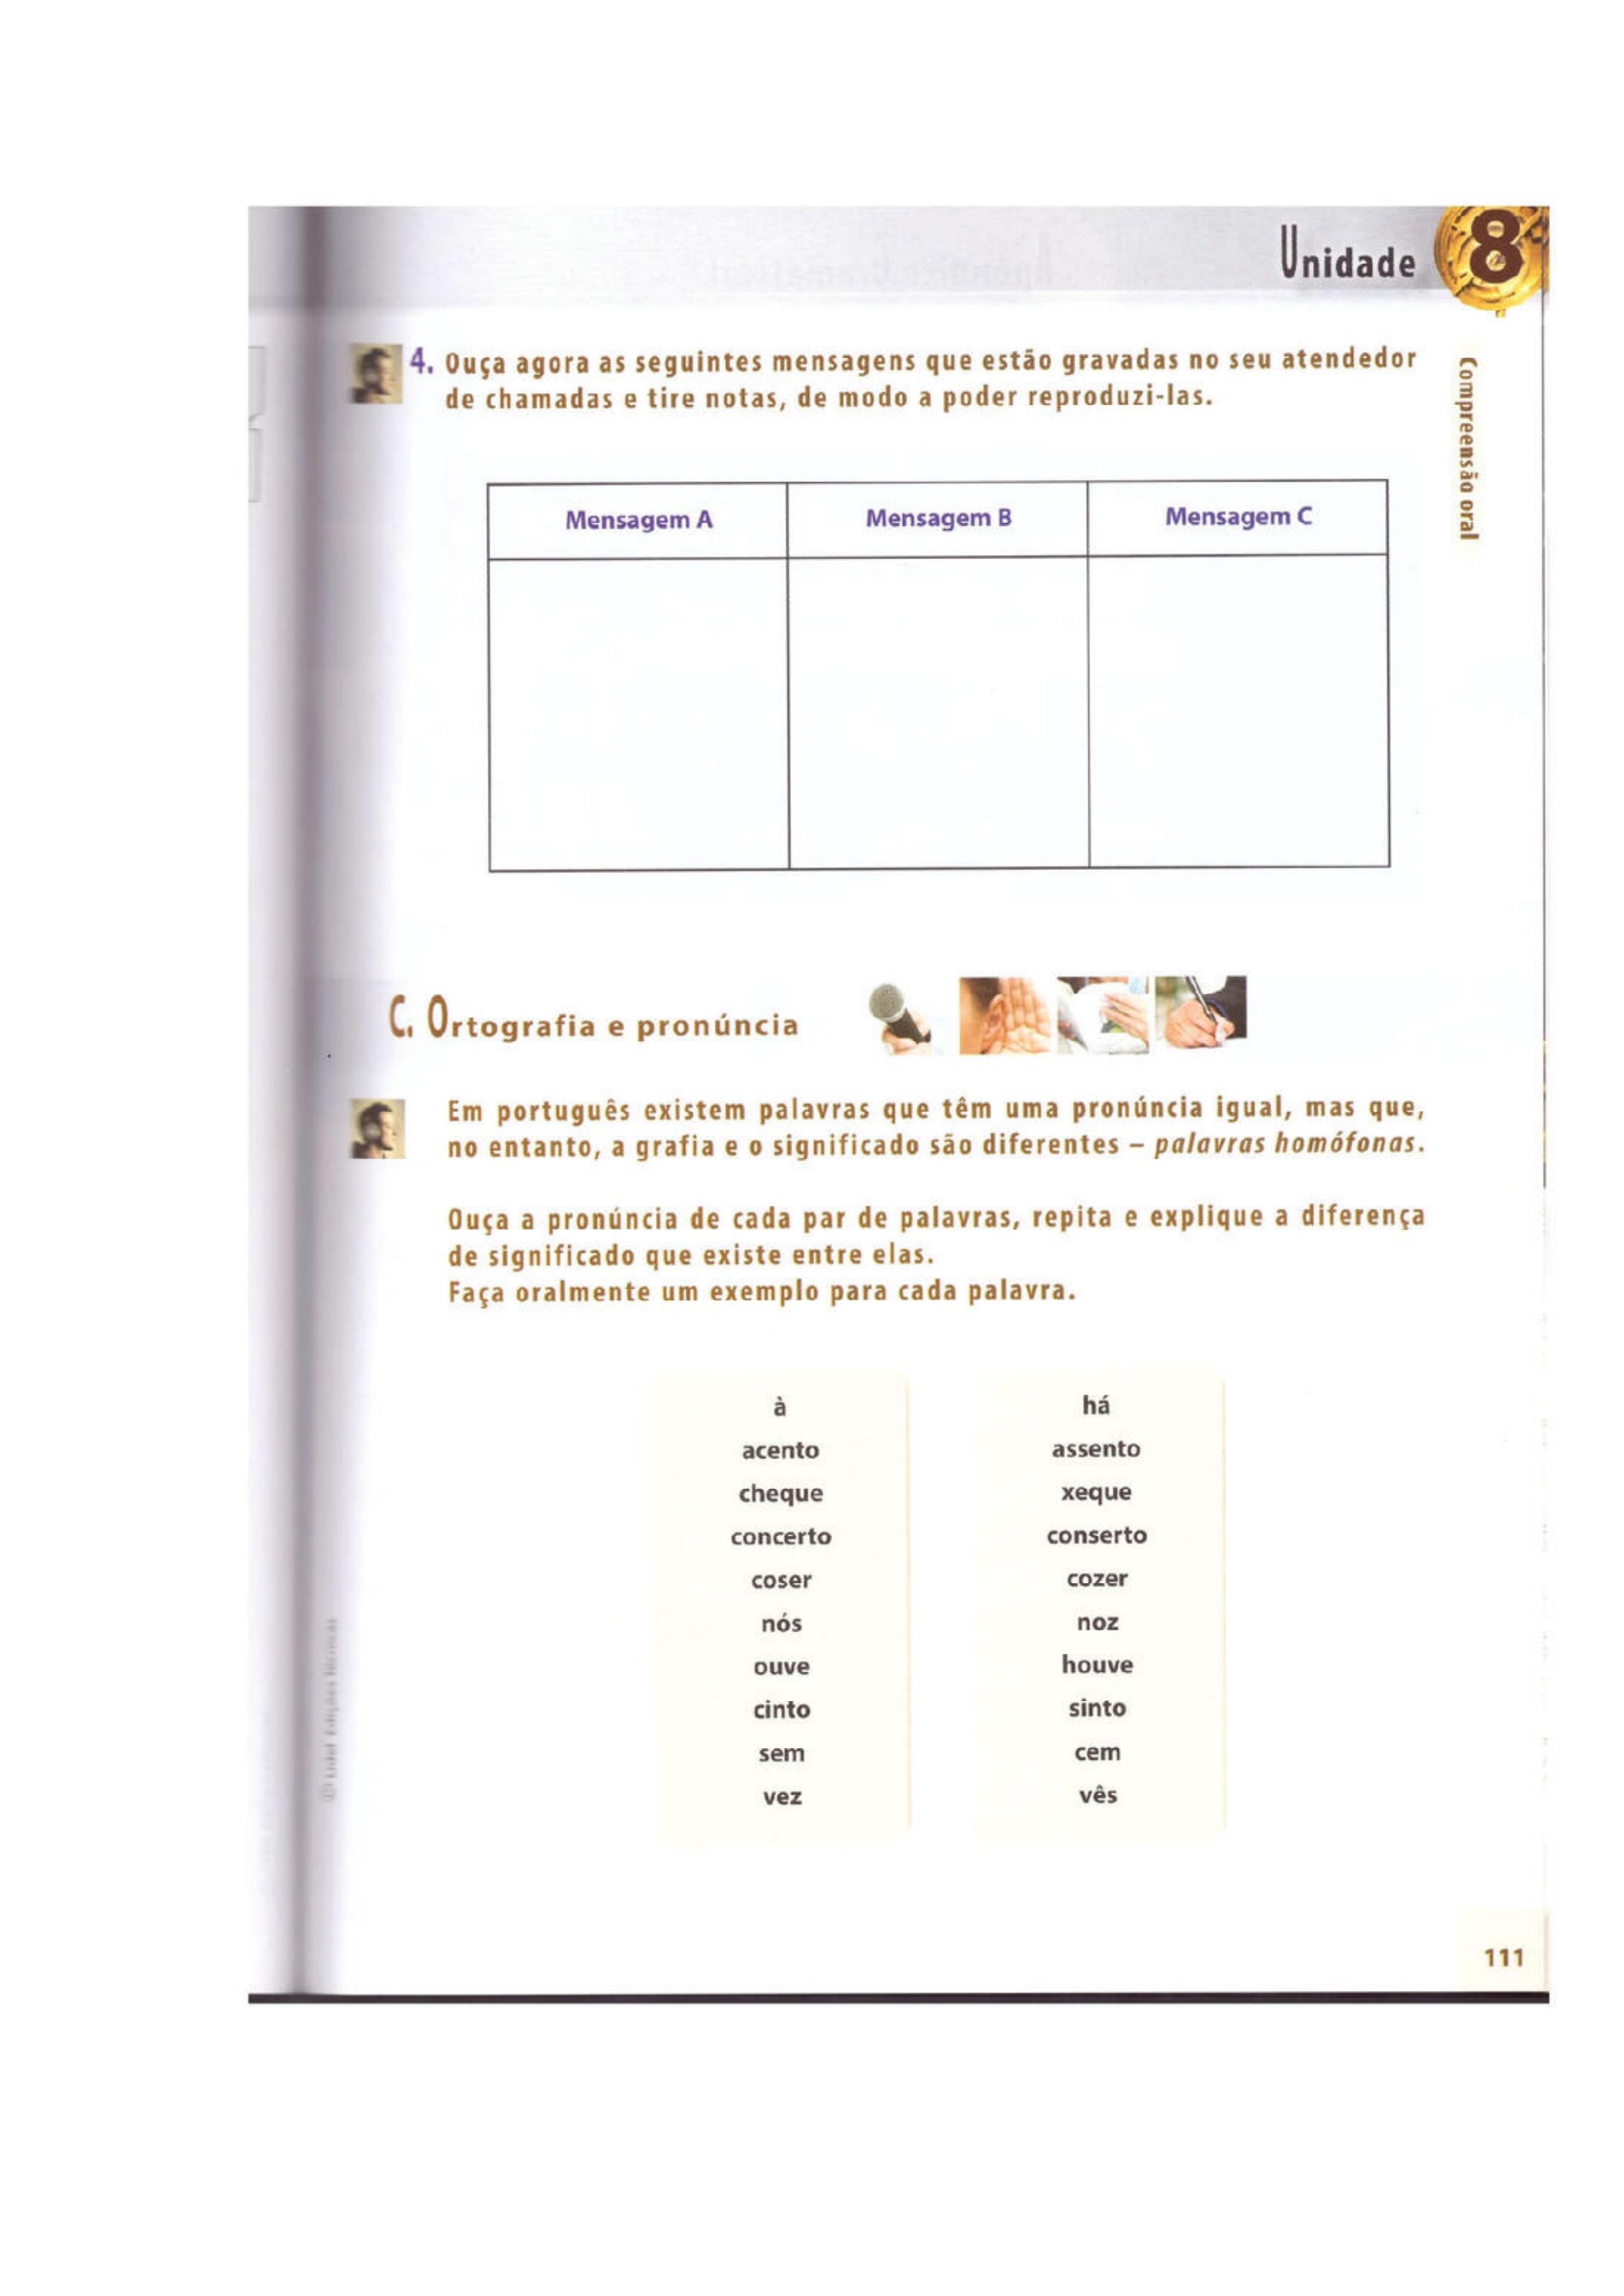 Unidade 8
Compreensão oral
4. Ouça agora as seguintes mensagens que estão gravadas no seu atendedor
de chamadas e tire notas, de modo a poder reproduzi-las.
Mensagem A Mensagem B Mensagem C
C. Ortografia e pronúncia
Em português existem palavras que têm uma pronúncia igual, mas que,
no entanto, a grafia e o significado são diferentes – palavras homófonas.
Ouça a pronúncia de cada par de palavras, repita e explique a diferença
de significado que existe entre elas.
Faça oralmente um exemplo para cada palavra.
à há
acento assento
cheque xeque
concerto conserto
coser cozer
nós noz
ouve houve
cinto sinto
sem cem
vez vês
© Lidel Edições Técnicas
111